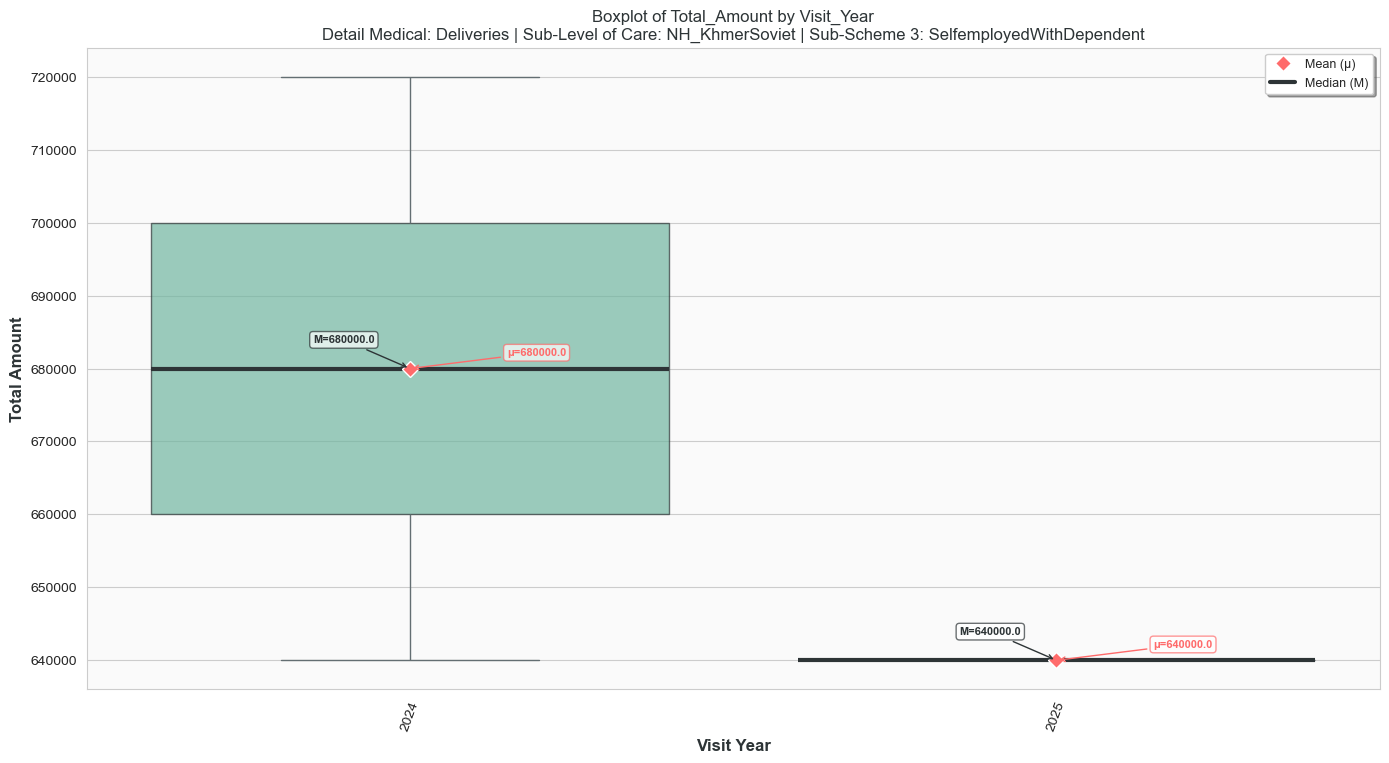 Boxplot of Total_Amount by Visit_Year
Detail Medical: Deliveries | Sub-Level of Care: NH_KhmerSoviet | Sub-Scheme 3: SelfemployedWithDependent
Mean (μ)
Median (M)
720000
710000
700000
690000
680000
670000
660000
650000
640000
Total Amount
M=680000.0
μ=680000.0
M=640000.0
μ=640000.0
2024
2025
Visit Year